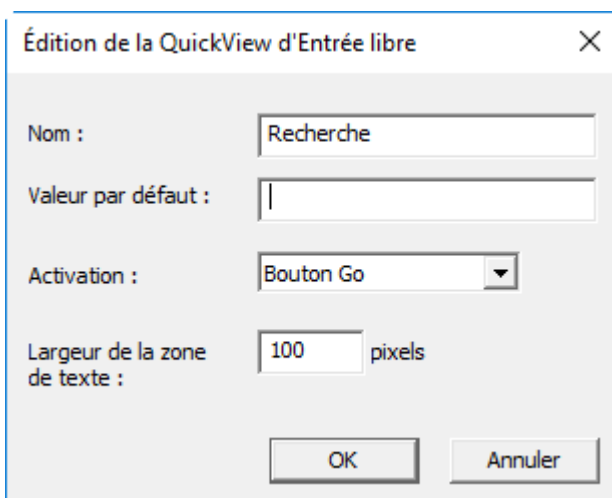 Édition de la QuickView d'Entrée libre
Nom : Recherche
Valeur par défaut :
Activation : Bouton Go
Largeur de la zone
de texte : 100 pixels
OK Annuler